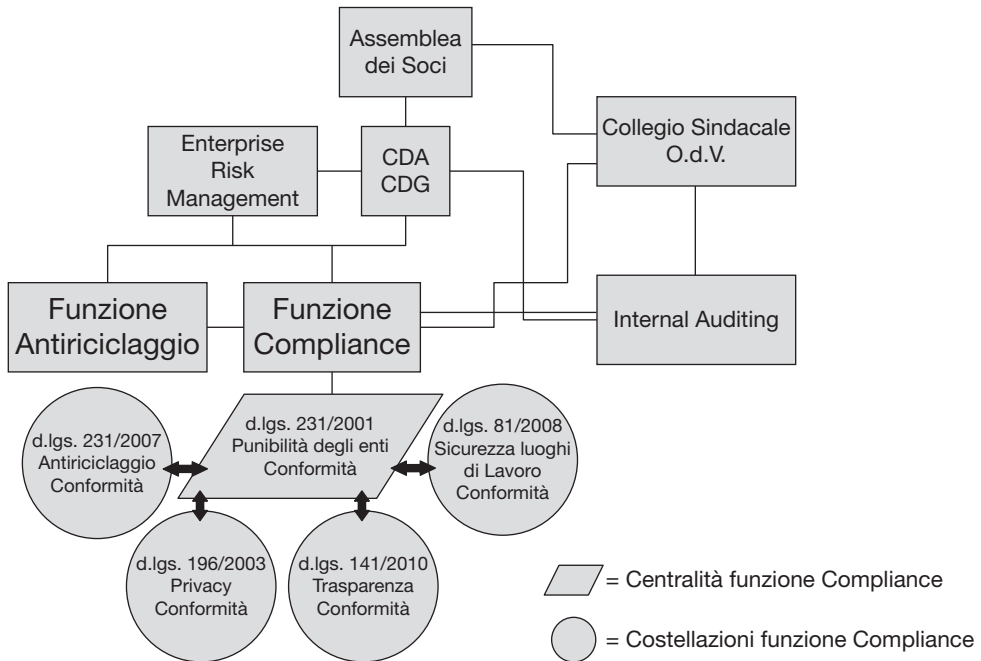 Assemblea
dei Soci
Collegio Sindacale
O.d.V.
Enterprise
Risk
Management
CDA
CDG
Funzione
Antiriciclaggio
Funzione
Compliance
Internal Auditing
d.lgs. 231/2007
Antiriciclaggio
Conformità
d.lgs. 231/2001
Punibilità degli enti
Conformità
d.lgs. 81/2008
Sicurezza luoghi
di Lavoro
Conformità
d.lgs. 196/2003
Privacy
Conformità
d.lgs. 141/2010
Trasparenza
Conformità
= Centralità funzione Compliance
= Costellazioni funzione Compliance